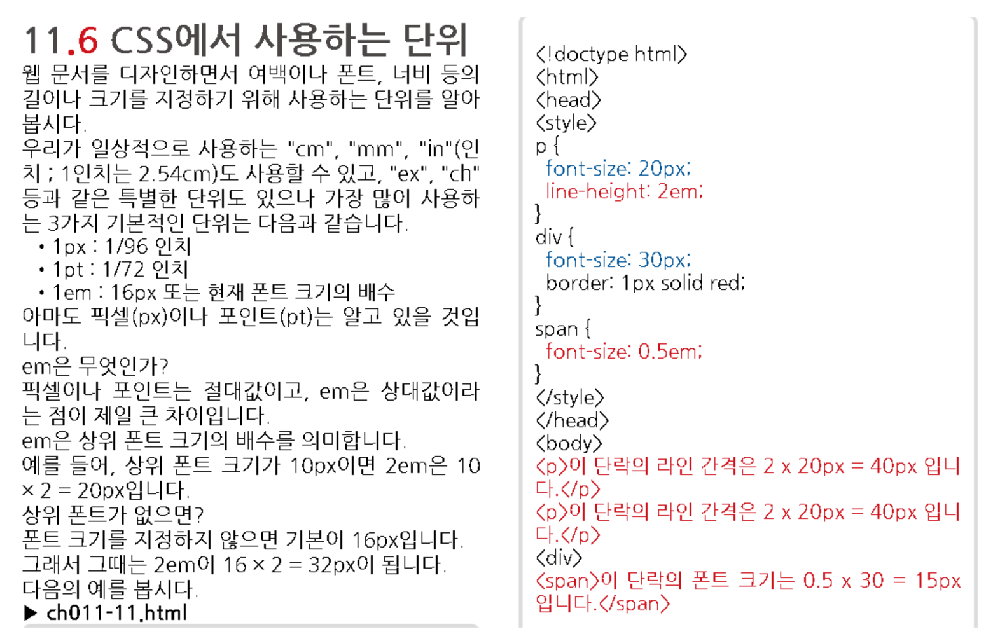 11.6 CSS에서 사용하는 단위
웹 문서를 디자인하면서 여백이나 폰트, 너비 등의
길이나 크기를 지정하기 위해 사용하는 단위를 알아
봅시다.
우리가 일상적으로 사용하는 "cm", "mm", "in"(인
치 ; 1인치는 2.54cm)도 사용할 수 있고, "ex", "ch"
등과 같은 특별한 단위도 있으나 가장 많이 사용하
는 3가지 기본적인 단위는 다음과 같습니다.
• 1px : 1/96 인치
• 1pt : 1/72 인치
• 1em : 16px 또는 현재 폰트 크기의 배수
아마도 픽셀(px)이나 포인트(pt)는 알고 있을 것입
니다.
em은 무엇인가?
픽셀이나 포인트는 절대값이고, em은 상대값이라
는 점이 제일 큰 차이입니다.
em은 상위 폰트 크기의 배수를 의미합니다.
예를 들어, 상위 폰트 크기가 10px이면 2em은 10
× 2 = 20px입니다.
상위 폰트가 없으면?
폰트 크기를 지정하지 않으면 기본이 16px입니다.
그래서 그때는 2em이 16 × 2 = 32px이 됩니다.
다음의 예를 봅시다.
▶ ch011-11.html
<!doctype html>
<html>
<head>
<style>
p {
font-size: 20px;
line-height: 2em;
}
div {
font-size: 30px;
border: 1px solid red;
}
span {
font-size: 0.5em;
}
</style>
</head>
<body>
<p>이 단락의 라인 간격은 2 x 20px = 40px 입니
다.</p>
<p>이 단락의 라인 간격은 2 x 20px = 40px 입니
다.</p>
<div>
<span>이 단락의 폰트 크기는 0.5 x 30 = 15px
입니다.</span>